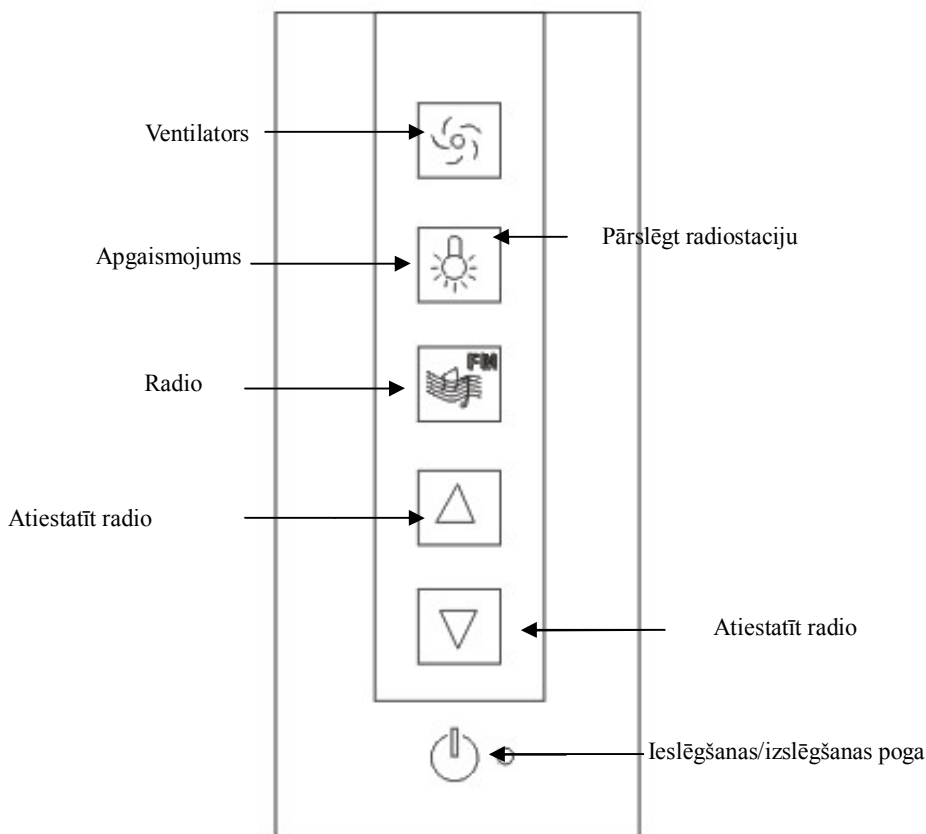 Ventilators
Pārslēgt radiostaciju
Apgaismojums
FM
Radio
Atiestatīt radio
Atiestatīt radio
Ieslēgšanas/izslēgšanas poga